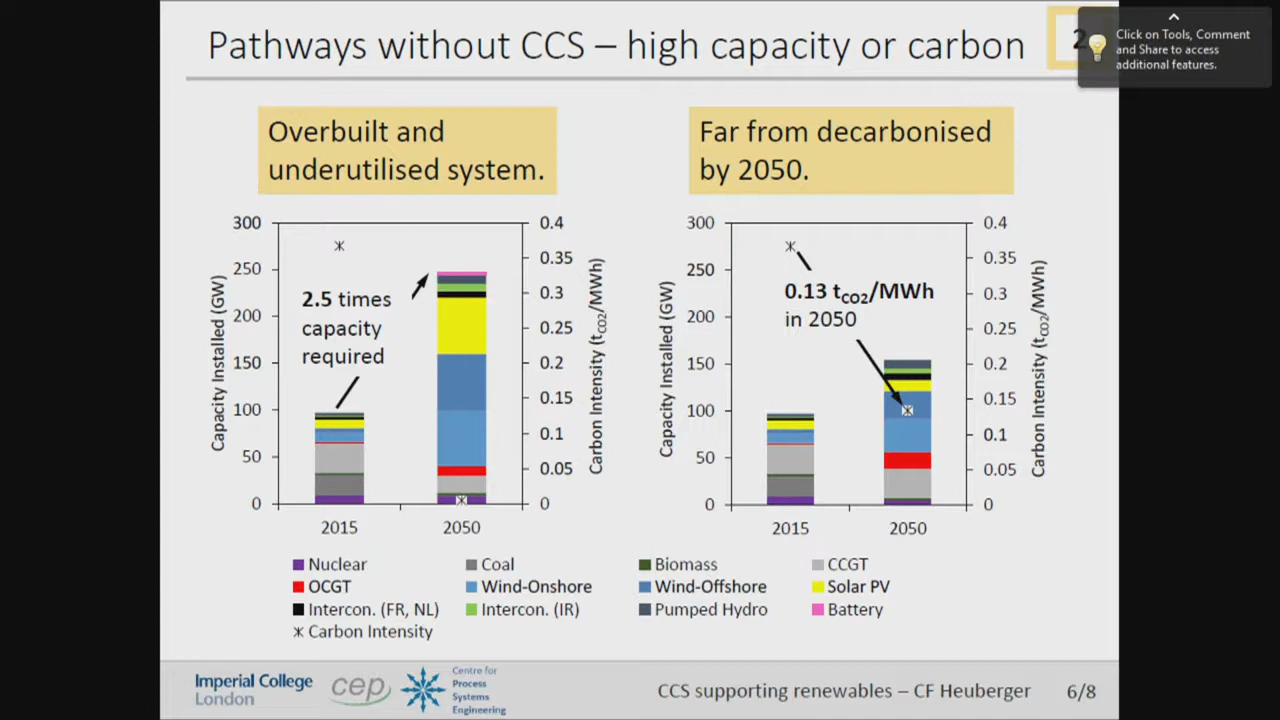 Pathways without CCS – high capacity or carbon
2
Click on Tools, Comment
and Share to access
additional features.
Overbuilt and
underutilised system.
Far from decarbonised
by 2050.
Capacity Installed (GW)
300
250
200
150
100
50
0
2.5 times
capacity
required
2015
2050
0.4
0.35
0.3
0.25
0.2
0.15
0.1
0.05
0
Carbon Intensity (tCO2/MWh)
Capacity Installed (GW)
300
250
200
150
100
50
0
0.13 tCO2/MWh
in 2050
2015
2050
0.4
0.35
0.3
0.25
0.2
0.15
0.1
0.05
0
Carbon Intensity (tCO2/MWh)
Nuclear Coal Biomass CCGT
OCGT Wind-Onshore Wind-Offshore Solar PV
Intercon. (FR, NL) Intercon. (IR) Pumped Hydro Battery
Carbon Intensity
Imperial College
London
cep
Centre for
Process
Systems
Engineering
CCS supporting renewables – CF Heuberger 6/8